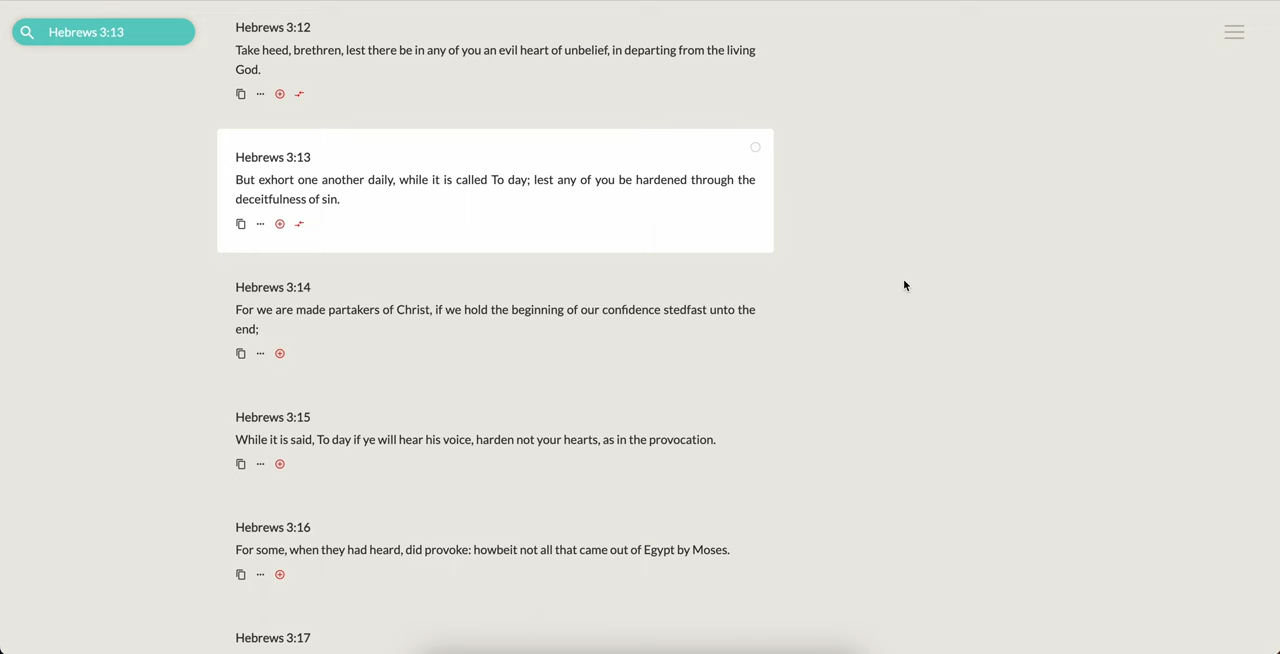 Hebrews 3:13
Hebrews 3:12
Take heed, brethren, lest there be in any of you an evil heart of unbelief, in departing from the living
God.
Hebrews 3:13
But exhort one another daily, while it is called To day; lest any of you be hardened through the
deceitfulness of sin.
Hebrews 3:14
For we are made partakers of Christ, if we hold the beginning of our confidence stedfast unto the
end;
Hebrews 3:15
While it is said, To day if ye will hear his voice, harden not your hearts, as in the provocation.
Hebrews 3:16
For some, when they had heard, did provoke: howbeit not all that came out of Egypt by Moses.
Hebrews 3:17